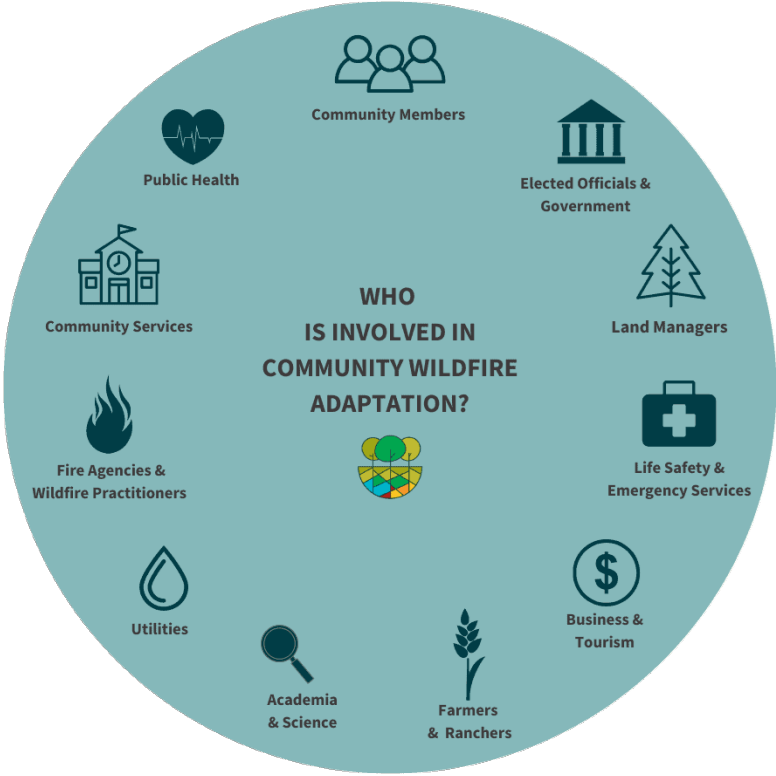 Community Members
Public Health
Elected Officials &
Government
Community Services
Land Managers
WHO
IS INVOLVED IN
COMMUNITY WILDFIRE
ADAPTATION?
Fire Agencies &
Wildfire Practitioners
Life Safety &
Emergency Services
Utilities
Business &
Tourism
Academia
& Science
Farmers
& Ranchers
$